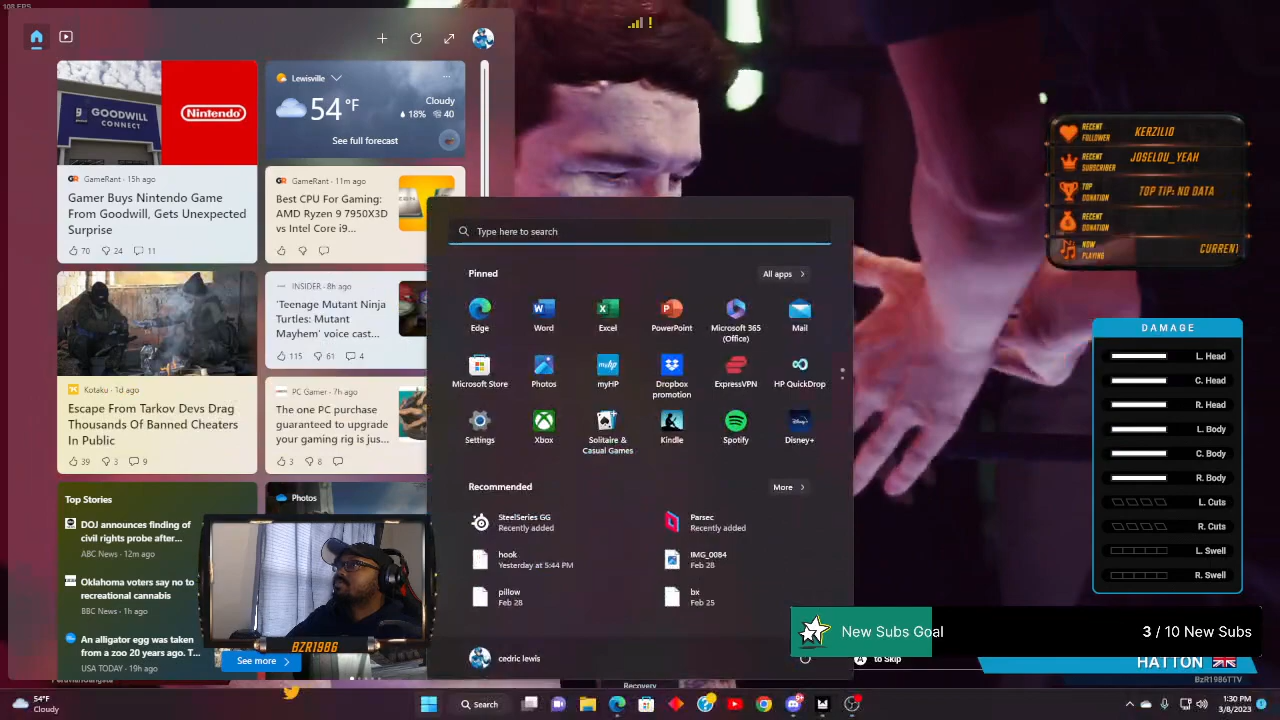 108 FPS
GOODWILL
CONNECT
Nintendo
GameRant · 15h ago
Gamer Buys Nintendo Game
From Goodwill, Gets Unexpected
Surprise
70 24 11
Lewisville
...
54 °F
Cloudy
18% 40
See full forecast
GameRant · 11m ago
Best CPU For Gaming:
AMD Ryzen 9 7950X3D
vs Intel Core i9...
INSIDER · 8h ago
'Teenage Mutant Ninja
Turtles: Mutant
Mayhem' voice cast...
115 61 4
Kotaku · 1d ago
Escape From Tarkov Devs Drag
Thousands Of Banned Cheaters
In Public
39 3 9
PC Gamer · 7h ago
The one PC purchase
guaranteed to upgrade
your gaming rig is jus...
3 8
Top Stories
DOJ announces finding of
civil rights probe after...
ABC News · 12m ago
Oklahoma voters say no to
recreational cannabis
BBC News · 1h ago
An alligator egg was taken
from a zoo 20 years ago. T...
USA TODAY · 19h ago
See more
Photos
BZR1986
Type here to search
Pinned
All apps
Edge
Word
Excel
PowerPoint
Microsoft 365
(Office)
Mail
Microsoft Store
Photos
myHP
Dropbox
promotion
ExpressVPN
HP QuickDrop
Settings
Xbox
Solitaire &
Casual Games
Kindle
Spotify
Disney+
Recommended
More
SteelSeries GG
Recently added
Parsec
Recently added
hook
Yesterday at 5:44 PM
IMG_0084
Feb 28
pillow
Feb 28
bx
Feb 25
cedric lewis
RECENT
FOLLOWER
KERZILIO
RECENT
SUBSCRIBER
JOSELOU_YEAH
TOP
DONATION
TOP TIP: NO DATA
RECENT
DONATION
NOW
PLAYING
CURRENT
DAMAGE
L. Head
C. Head
R. Head
L. Body
C. Body
R. Body
L. Cuts
R. Cuts
L. Swell
R. Swell
New Subs Goal
3 / 10 New Subs
A to Skip
HATTON
BzR1986TTV
PeruvianGangsta
Recovery
54°F
Cloudy
Search
1:30 PM
3/8/2023